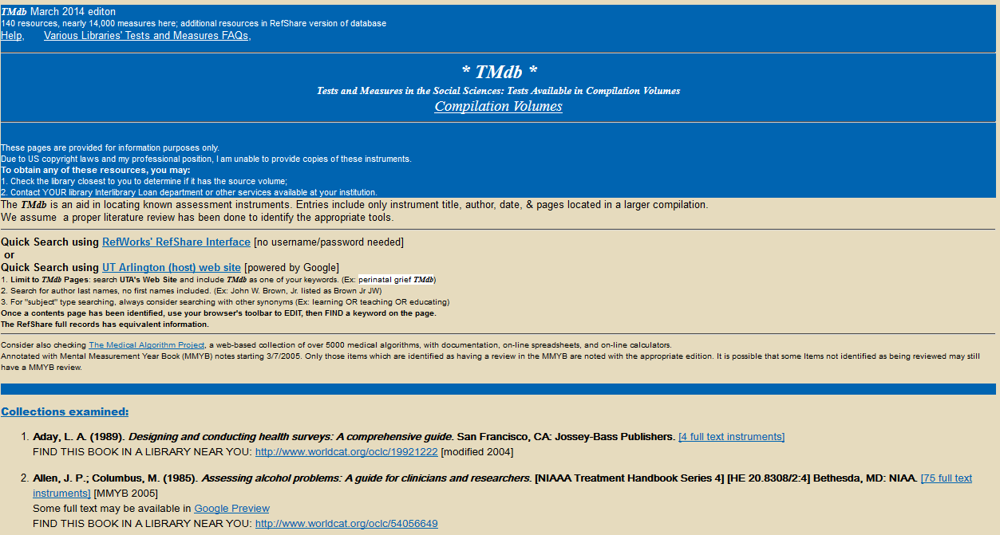 TMdb March 2014 editon
140 resources, nearly 14,000 measures here; additional resources in RefShare version of database
Help, Various Libraries' Tests and Measures FAQs,
* TMdb *
Tests and Measures in the Social Sciences: Tests Available in Compilation Volumes
Compilation Volumes
These pages are provided for information purposes only.
Due to US copyright laws and my professional position, I am unable to provide copies of these instruments.
To obtain any of these resources, you may:
1. Check the library closest to you to determine if it has the source volume;
2. Contact YOUR library Interlibrary Loan department or other services available at your institution.
The TMdb is an aid in locating known assessment instruments. Entries include only instrument title, author, date, & pages located in a larger compilation.
We assume a proper literature review has been done to identify the appropriate tools.
Quick Search using RefWorks' RefShare Interface [no username/password needed]
or
Quick Search using UT Arlington (host) web site [powered by Google]
1. Limit to TMdb Pages: search UTA's Web Site and include TMdb as one of your keywords. (Ex: perinatal grief TMdb)
2. Search for author last names, no first names included. (Ex: John W. Brown, Jr. listed as Brown Jr JW)
3. For "subject" type searching, always consider searching with other synonyms (Ex: learning OR teaching OR educating)
Once a contents page has been identified, use your browser's toolbar to EDIT, then FIND a keyword on the page.
The RefShare full records has equivalent information.
Consider also checking The Medical Algorithm Project, a web-based collection of over 5000 medical algorithms, with documentation, on-line spreadsheets, and on-line calculators.
Annotated with Mental Measurement Year Book (MMYB) notes starting 3/7/2005. Only those items which are identified as having a review in the MMYB are noted with the appropriate edition. It is possible that some Items not identified as being reviewed may still
have a MMYB review.
Collections examined:
1. Aday, L. A. (1989). Designing and conducting health surveys: A comprehensive guide. San Francisco, CA: Jossey-Bass Publishers. [4 full text instruments]
FIND THIS BOOK IN A LIBRARY NEAR YOU: http://www.worldcat.org/oclc/19921222 [modified 2004]
2. Allen, J. P.; Columbus, M. (1985). Assessing alcohol problems: A guide for clinicians and researchers. [NIAAA Treatment Handbook Series 4] [HE 20.8308/2:4] Bethesda, MD: NIAA. [75 full text
instruments] [MMYB 2005]
Some full text may be available in Google Preview
FIND THIS BOOK IN A LIBRARY NEAR YOU: http://www.worldcat.org/oclc/54056649